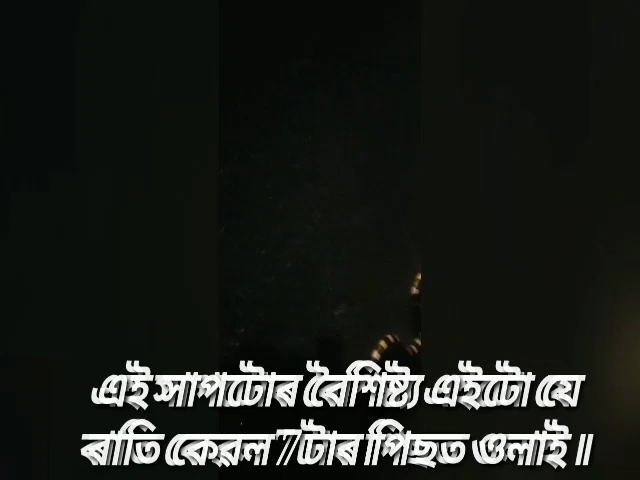 এই সাপটোৰ বৈশিষ্ট্য এইটো যে
ৰাতি কেৱল 7টাৰ পিছত ওলাই॥